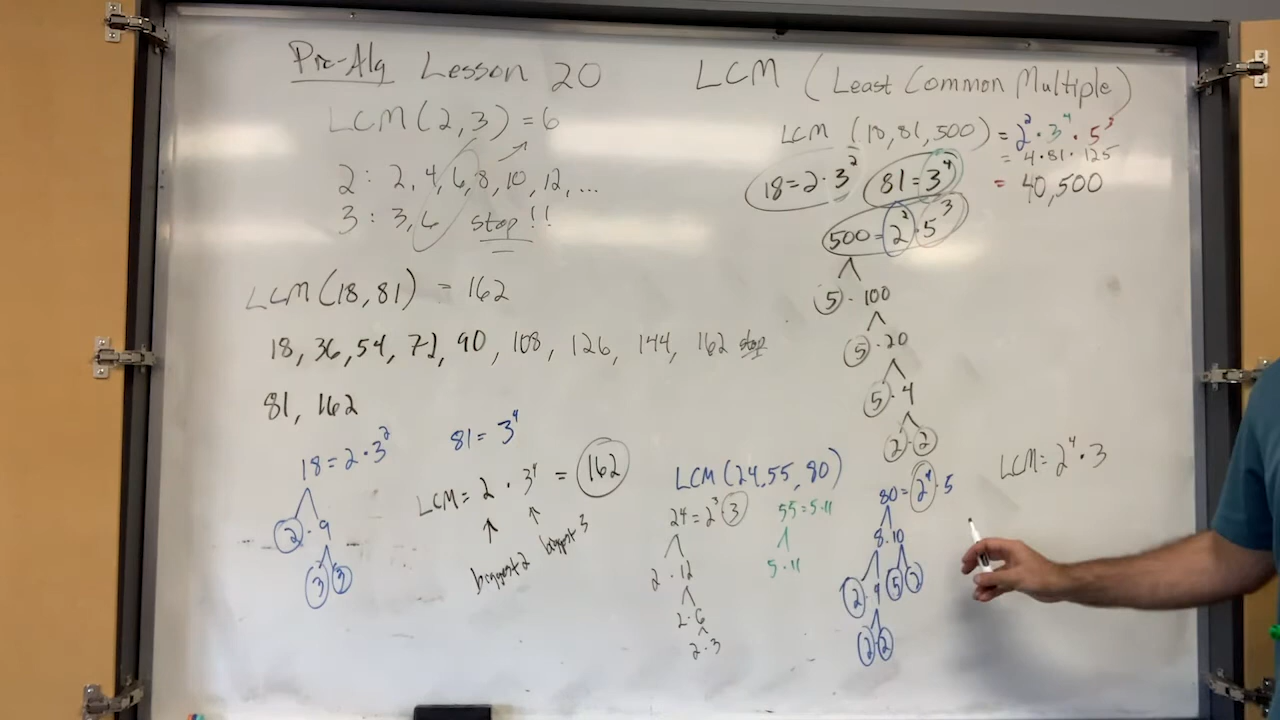 Pre-Alg Lesson 20
LCM (Least Common Multiple)
LCM(2,3) = 6
2: 2, 4, 6, 8, 10, 12, ...
3: 3, 6 stop!!
LCM(18,81) = 162
18, 36, 54, 72, 90, 108, 126, 144, 162 stop
81, 162
18 = 2·3²
2·9
3 3
81 = 3⁴
LCM = 2·3⁴ = 162
biggest 2
biggest 3
LCM (18, 81, 500) = 2²·3⁴·5³
= 4·81·125
= 40,500
18 = 2·3²
81 = 3⁴
500 = 2²·5³
5·100
5·20
5·4
2·2
LCM(24,55,80)
24 = 2³ 3
2·12
2·6
2·3
55 = 5·11
5·11
80 = 2⁴·5
8·10
2·4 5 2
2 2
LCM = 2⁴·3